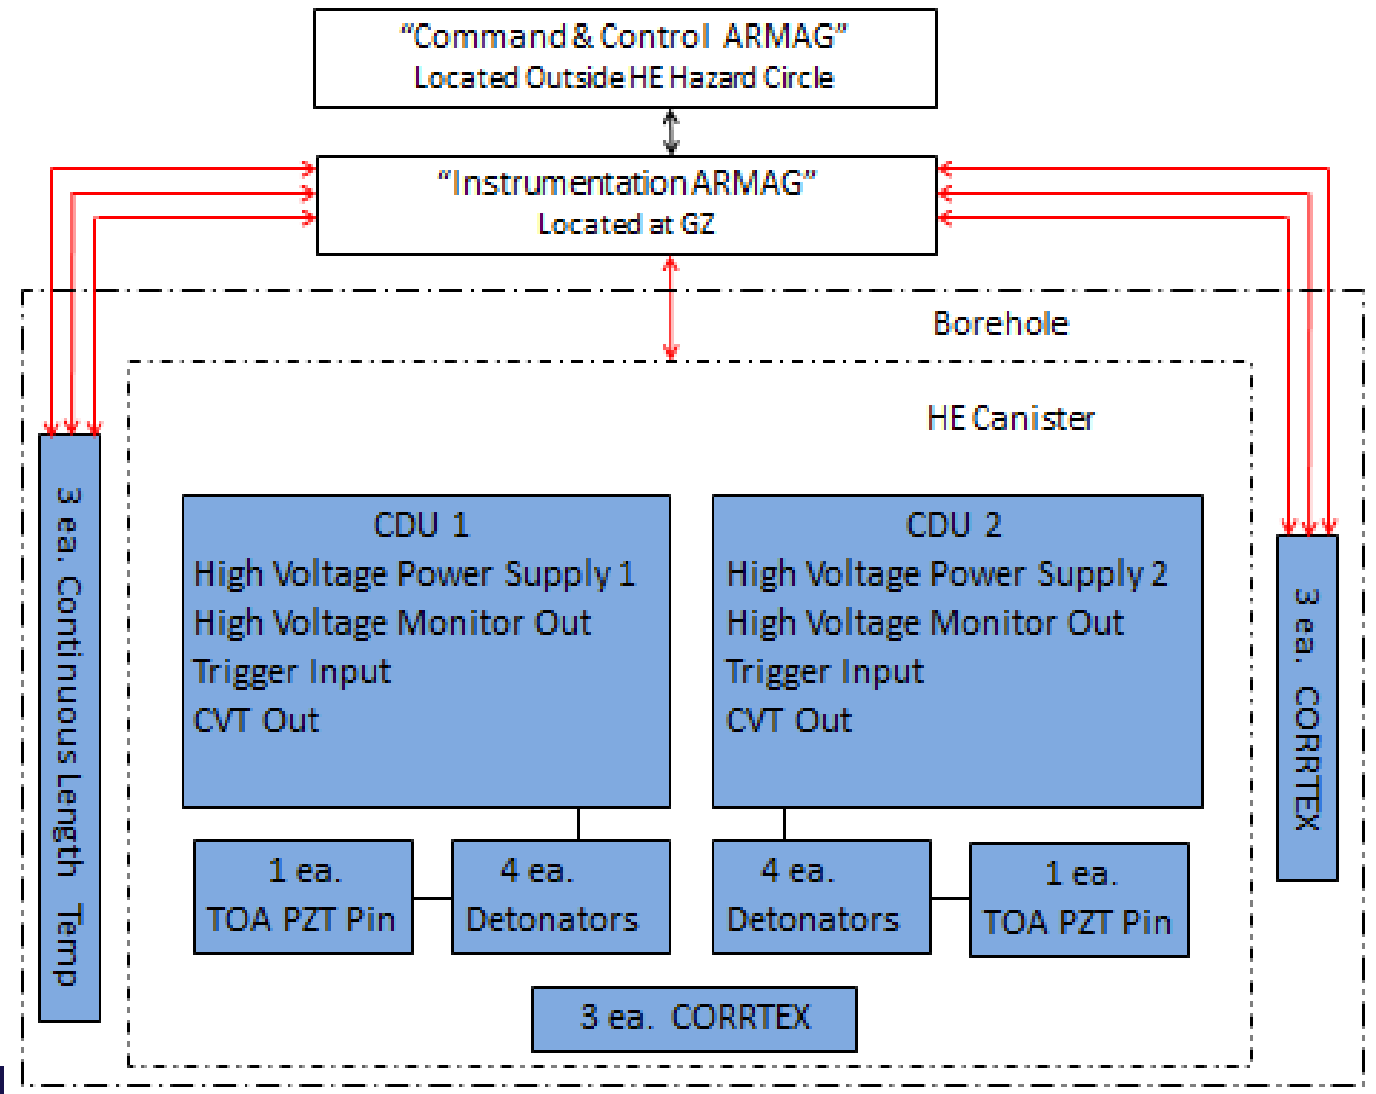 “Command & Control ARMAG”
Located Outside HE Hazard Circle
“Instrumentation ARMAG”
Located at GZ
Borehole
HE Canister
3 ea. Continuous Length Temp
CDU 1
High Voltage Power Supply 1
High Voltage Monitor Out
Trigger Input
CVT Out
CDU 2
High Voltage Power Supply 2
High Voltage Monitor Out
Trigger Input
CVT Out
3 ea. CORRTEX
1 ea.
TOA PZT Pin
4 ea.
Detonators
4 ea.
Detonators
1 ea.
TOA PZT Pin
3 ea. CORRTEX